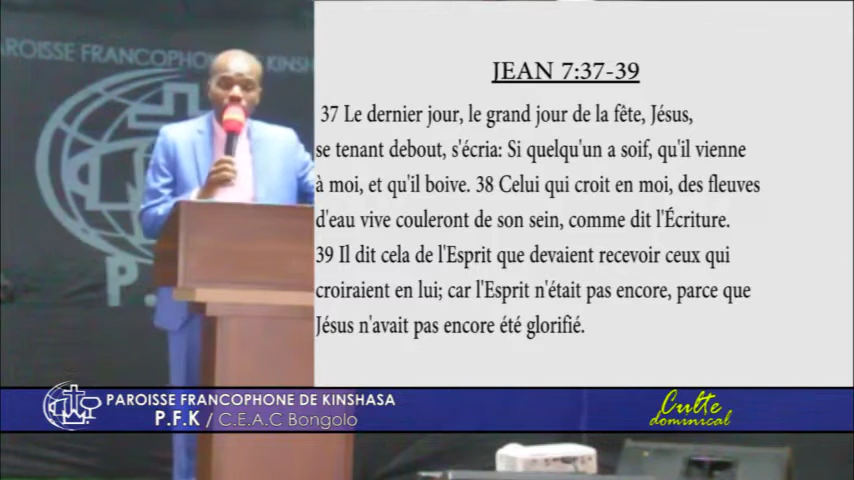 PAROISSE FRANCOPHONE DE KINSH
P.
JEAN 7:37-39
37 Le dernier jour, le grand jour de la fête, Jésus,
se tenant debout, s'écria: Si quelqu'un a soif, qu'il vienne
à moi, et qu'il boive. 38 Celui qui croit en moi, des fleuves
d'eau vive couleront de son sein, comme dit l'Écriture.
39 Il dit cela de l'Esprit que devaient recevoir ceux qui
croiraient en lui; car l'Esprit n'était pas encore, parce que
Jésus n'avait pas encore été glorifié.
PAROISSE FRANCOPHONE DE KINSHASA
P.F.K / C.E.A.C Bongolo
Culte
dominical